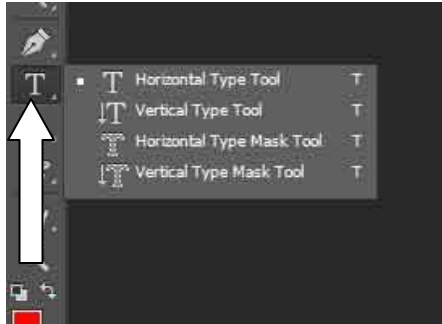 T
Horizontal Type Tool T
Vertical Type Tool T
Horizontal Type Mask Tool T
Vertical Type Mask Tool T